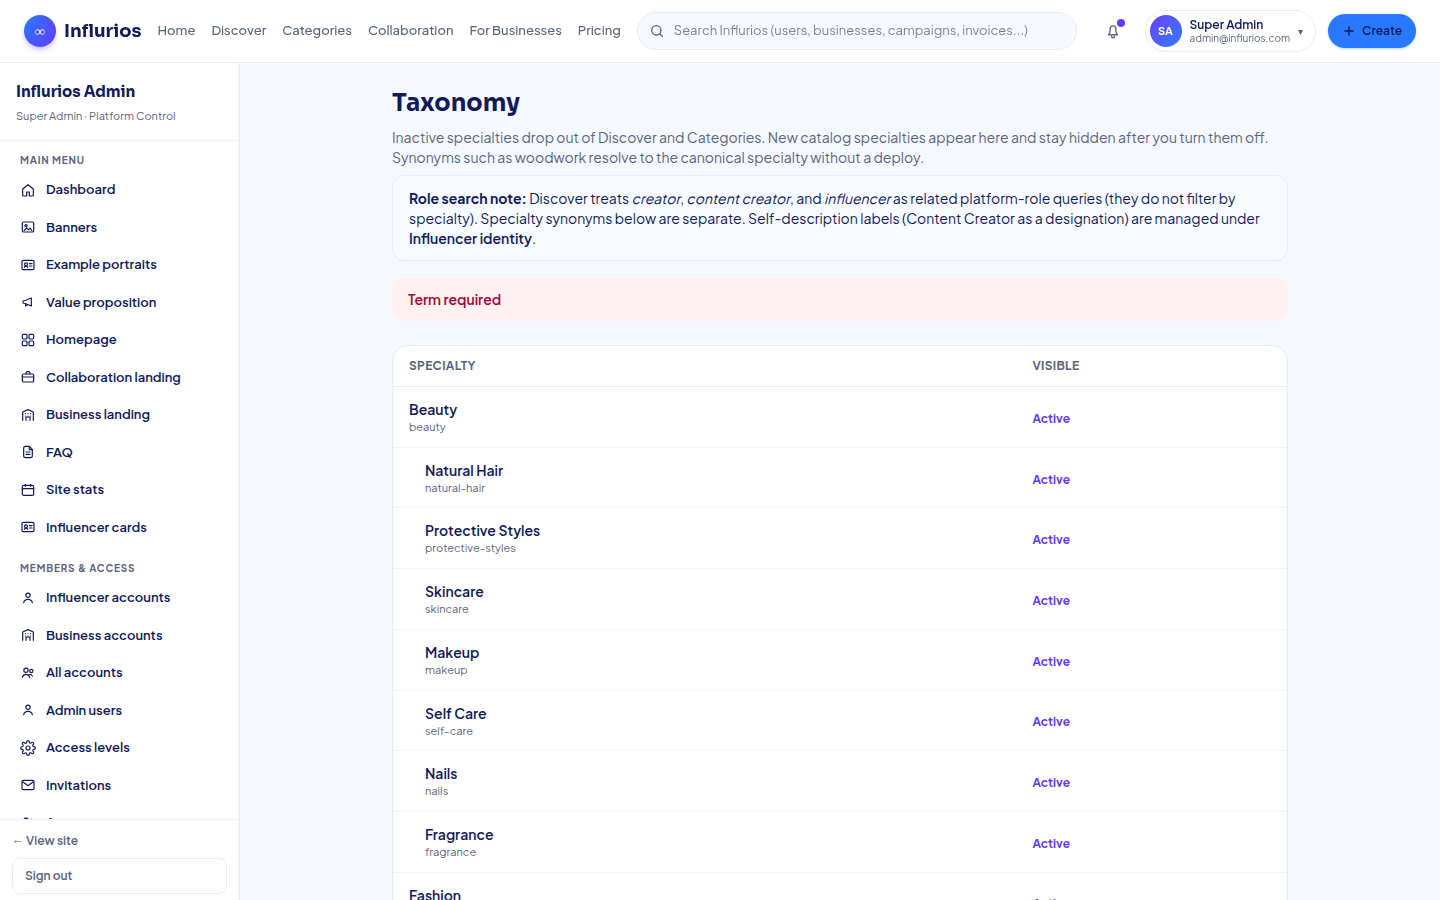 ∞ Influrios Home Discover Categories Collaboration For Businesses Pricing Search Influrios (users, businesses, campaigns, invoices...) SA Super Admin ▾ + Create
admin@influrios.com
Influrios Admin
Super Admin · Platform Control
MAIN MENU
Dashboard
Banners
Example portraits
Value proposition
Homepage
Collaboration landing
Business landing
FAQ
Site stats
Influencer cards
MEMBERS & ACCESS
Influencer accounts
Business accounts
All accounts
Admin users
Access levels
Invitations
← View site
Sign out
Taxonomy
Inactive specialties drop out of Discover and Categories. New catalog specialties appear here and stay hidden after you turn them off.
Synonyms such as woodwork resolve to the canonical specialty without a deploy.
Role search note: Discover treats creator, content creator, and influencer as related platform-role queries (they do not filter by
specialty). Specialty synonyms below are separate. Self-description labels (Content Creator as a designation) are managed under
Influencer identity.
Term required
SPECIALTY VISIBLE
Beauty
beauty
Active
Natural Hair
natural-hair
Active
Protective Styles
protective-styles
Active
Skincare
skincare
Active
Makeup
makeup
Active
Self Care
self-care
Active
Nails
nails
Active
Fragrance
fragrance
Active
Fashion